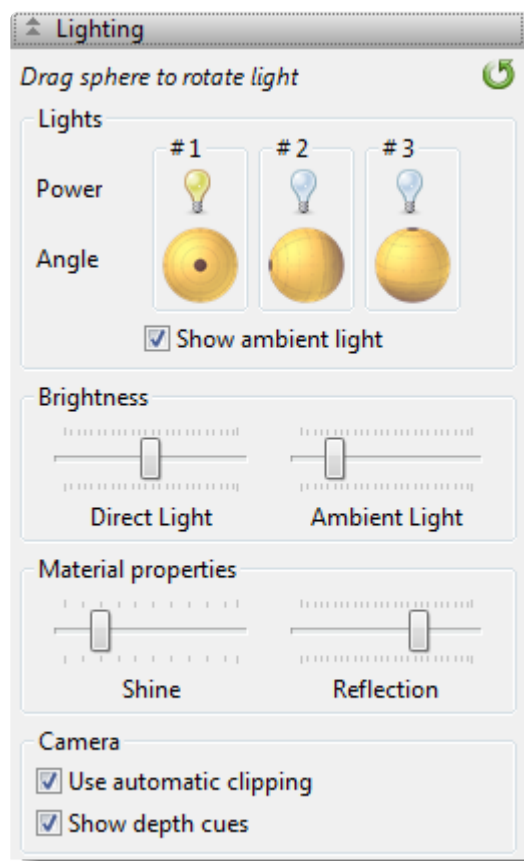 Lighting
Drag sphere to rotate light
Lights
#1 #2 #3
Power
Angle
Show ambient light
Brightness
Direct Light Ambient Light
Material properties
Shine Reflection
Camera
Use automatic clipping
Show depth cues